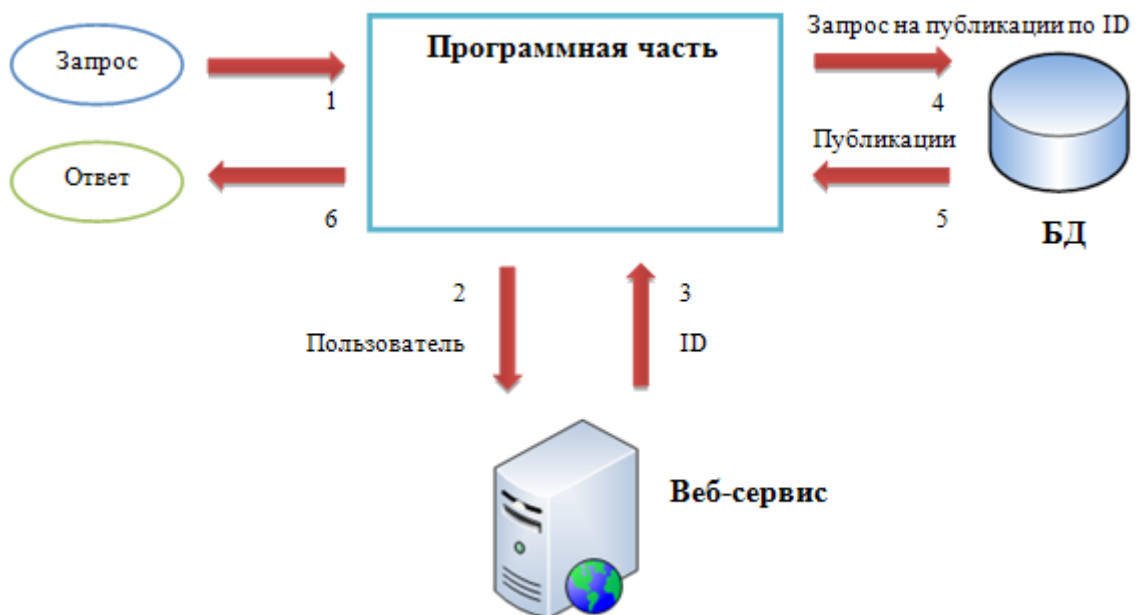 Запрос
Программная часть
Запрос на публикации по ID
1
4
Ответ
Публикации
6
5
БД
2
3
Пользователь
ID
Веб-сервис